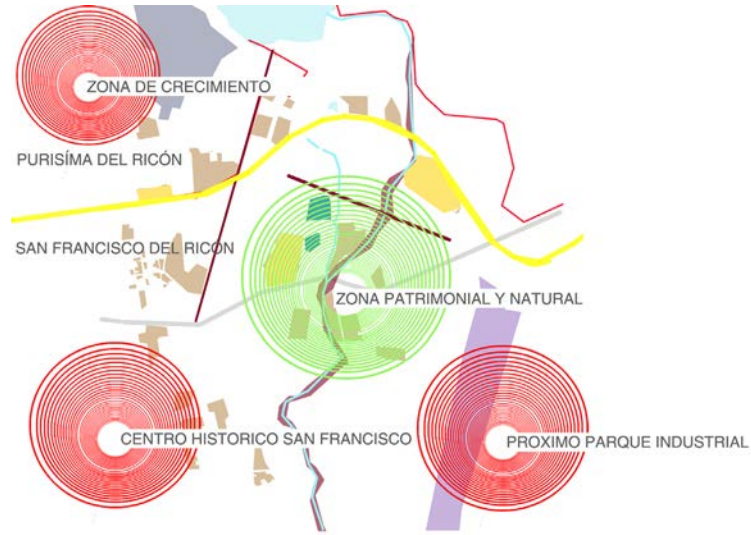 ZONA DE CRECIMIENTO
PURISÍMA DEL RICÓN
SAN FRANCISCO DEL RICÓN
ZONA PATRIMONIAL Y NATURAL
CENTRO HISTORICO SAN FRANCISCO
PROXIMO PARQUE INDUSTRIAL